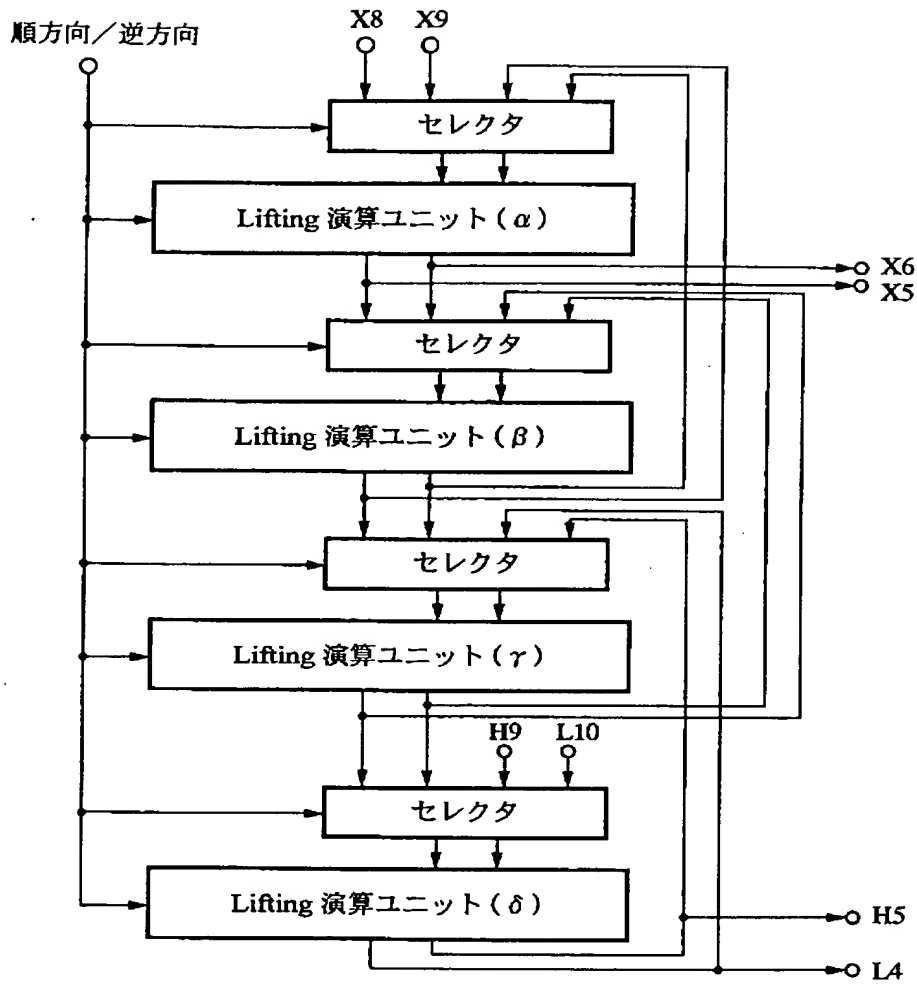 順方向／逆方向
X8
X9
セレクタ
Lifting 演算ユニット(α)
X6
X5
セレクタ
Lifting 演算ユニット(β)
セレクタ
Lifting 演算ユニット(γ)
H9
L10
セレクタ
Lifting 演算ユニット(δ)
H5
L4